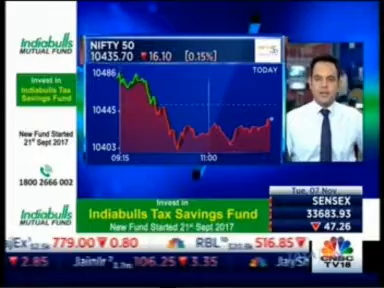 Indiabulls
MUTUAL FUND
Invest in
Indiabulls Tax
Savings Fund
New Fund Started
21st Sept 2017
1800 2666 002
Indiabulls
MUTUAL FUND
NIFTY 50
10435.70 ▼ 16.10 [0.15%]
NIFTY 50
TODAY
10486
10445
10403
09:15
11:00
Invest in
Indiabulls Tax Savings Fund
New Fund Started 21st Sept 2017
Tue, 07 Nov
SENSEX
33683.93
▼ 47.26
779.00 ▼ 0.80
RBL
516.85 ▼
▼ 2.85
106.25 ▼ 3.35
CNBC
TV18